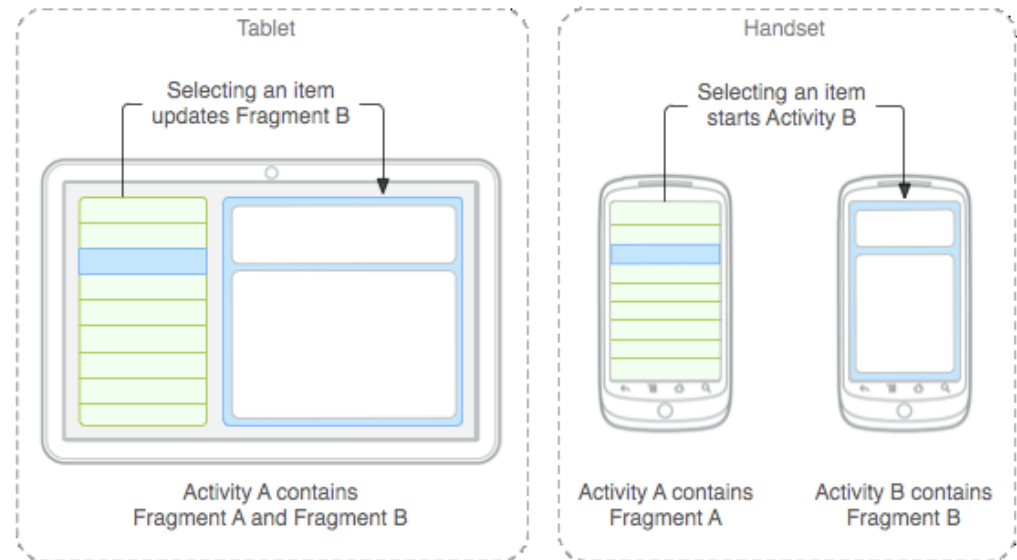 Tablet
Selecting an item
updates Fragment B
Activity A contains
Fragment A and Fragment B
Handset
Selecting an item
starts Activity B
Activity A contains
Fragment A
Activity B contains
Fragment B